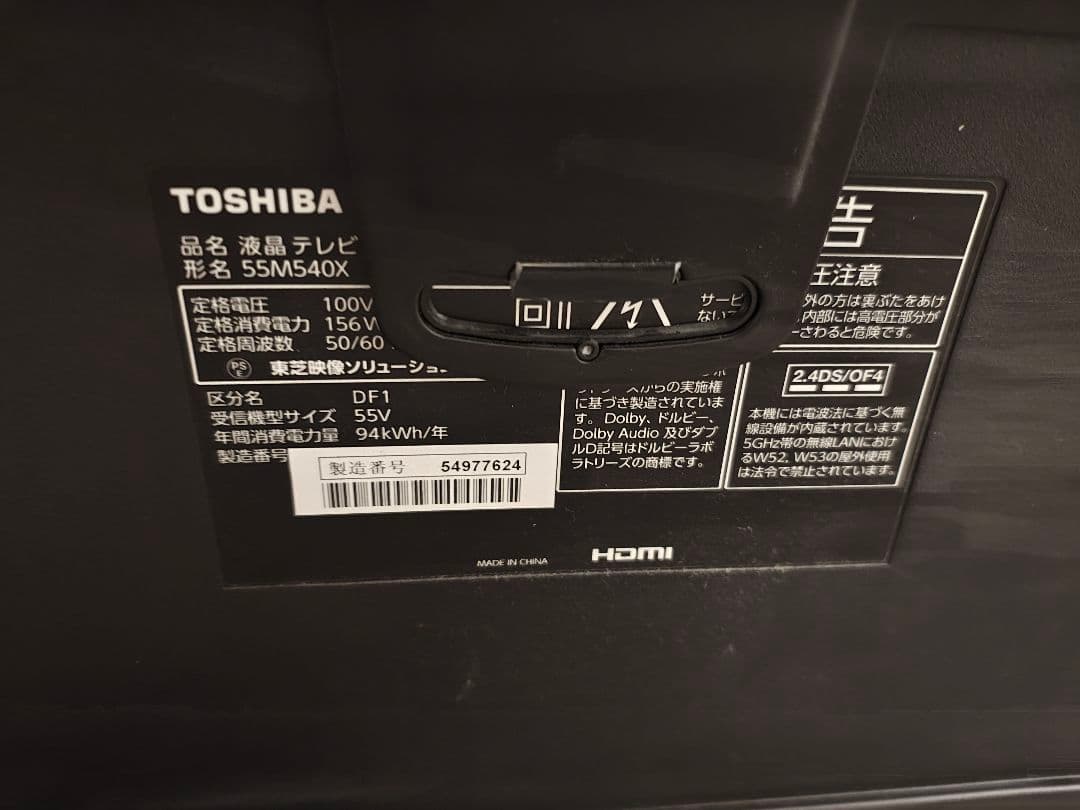 TOSHIBA
品名 液晶テレビ
形名 55M540X
定格電圧 100V
定格消費電力 156W
定格周波数 50/60
PS
E
東芝映像ソリューショ
区分名 DF1
受信機型サイズ 55V
年間消費電力量 94kWh/年
製造番号
製造番号 54977624
MADE IN CHINA
HDMI
サービ
ない
の実施権
に基づき製造されていま
す。Dolby、ドルビー、
Dolby Audio 及びダブ
ルD記号はドルビーラボ
ラトリーズの商標です。
告
圧注意
外の方は裏ぶたをあけ
内部には高電圧部分が
さわると危険です。
2.4DS/OF4
本機には電波法に基づく無
線設備が内蔵されています。
5GHz帯の無線LANにおけ
るW52, W53の屋外使用
は法令で禁止されています。